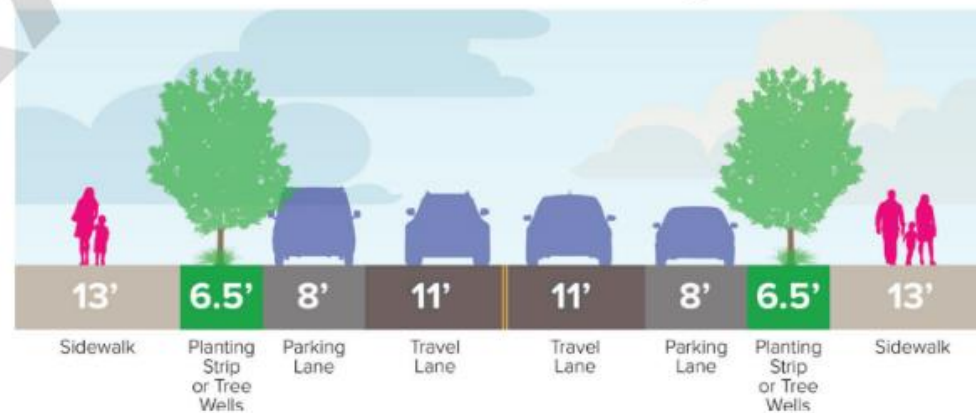 13’ 6.5’ 8’ 11’ 11’ 8’ 6.5’ 13’
Sidewalk
Planting
Strip
or Tree
Wells
Parking
Lane
Travel
Lane
Travel
Lane
Parking
Lane
Planting
Strip
or Tree
Wells
Sidewalk